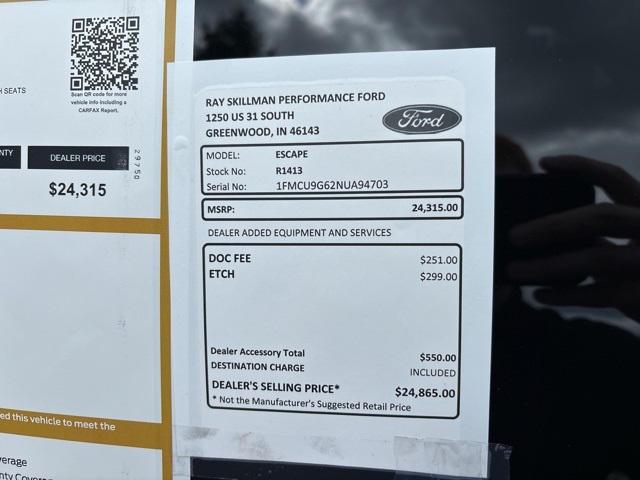 H SEATS
Scan QR code for more
vehicle info including a
CARFAX Report.
NTY
DEALER PRICE
29750
$24,315
ed this vehicle to meet the
verage
nty Covera
RAY SKILLMAN PERFORMANCE FORD
1250 US 31 SOUTH
GREENWOOD, IN 46143
Ford
MODEL: ESCAPE
Stock No: R1413
Serial No: 1FMCU9G62NUA94703
MSRP: 24,315.00
DEALER ADDED EQUIPMENT AND SERVICES
DOC FEE $251.00
ETCH $299.00
Dealer Accessory Total $550.00
DESTINATION CHARGE INCLUDED
DEALER'S SELLING PRICE* $24,865.00
* Not the Manufacturer's Suggested Retail Price